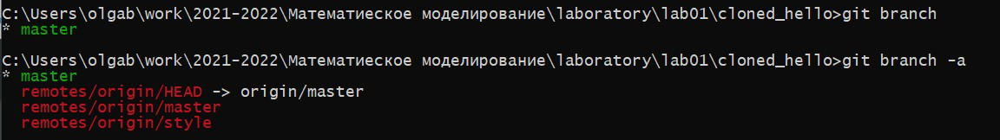 C:\Users\olgab\work\2021-2022\Математиеское моделирование\laboratory\lab01\cloned_hello>git branch
* master
C:\Users\olgab\work\2021-2022\Математиеское моделирование\laboratory\lab01\cloned_hello>git branch -a
* master
  remotes/origin/HEAD -> origin/master
  remotes/origin/master
  remotes/origin/style